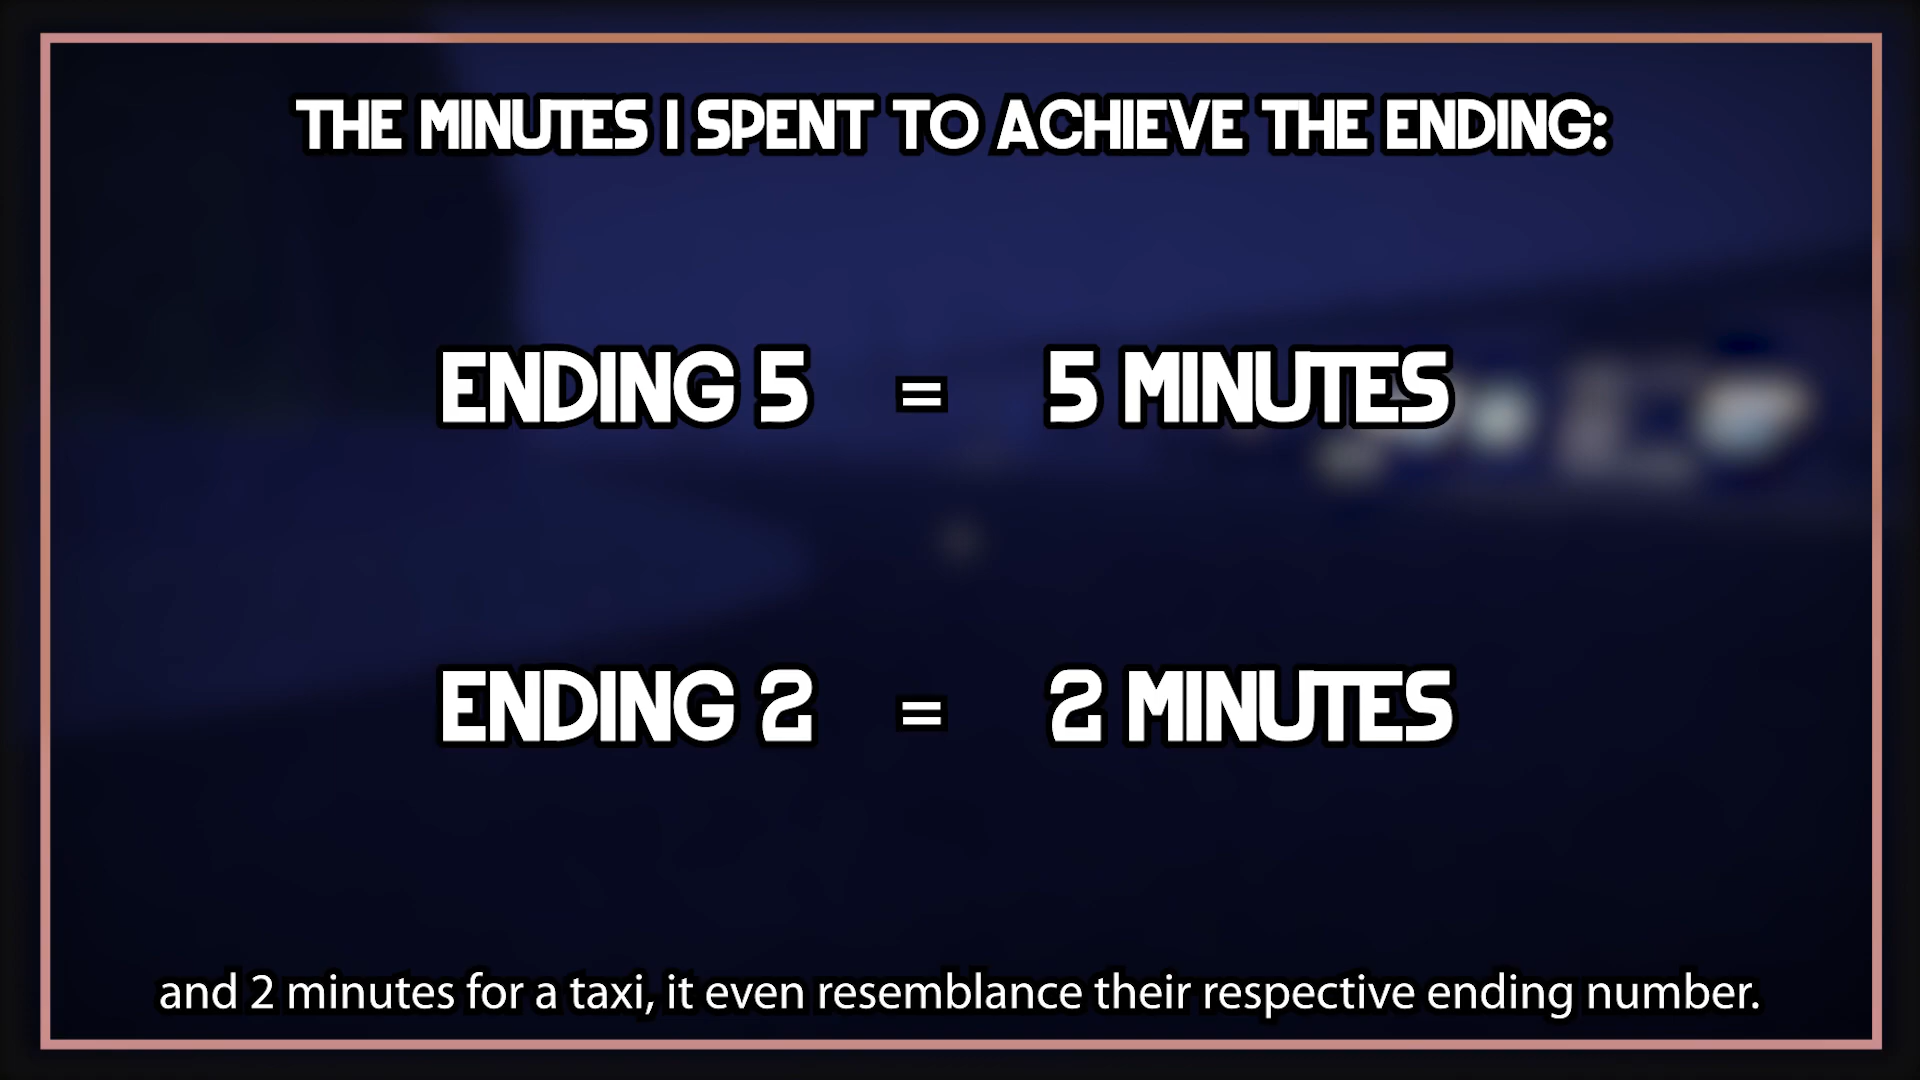 THE MINUTES I SPENT TO ACHIEVE THE ENDING:
ENDING 5 = 5 MINUTES
ENDING 2 = 2 MINUTES
and 2 minutes for a taxi, it even resemblance their respective ending number.